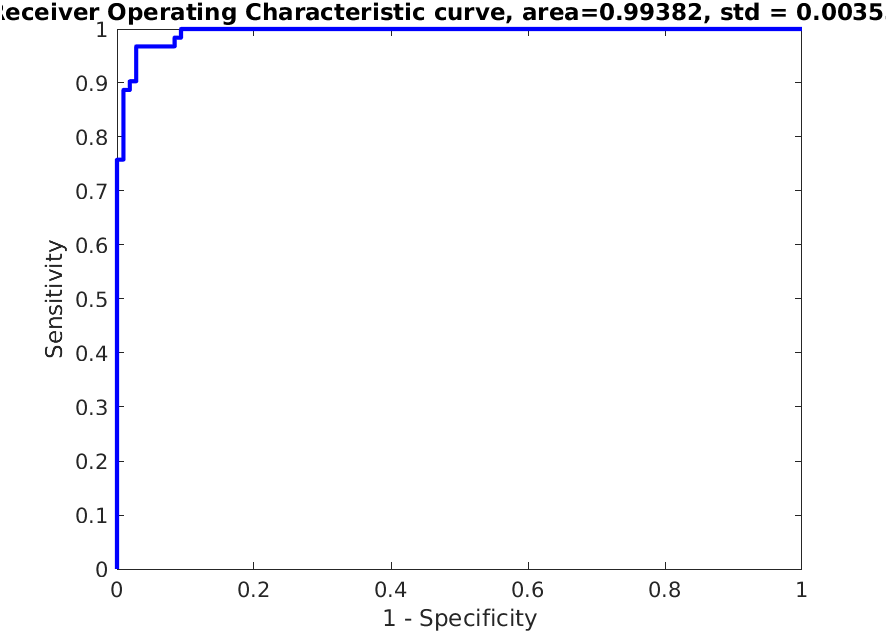 eceiver Operating Characteristic curve, area=0.99382, std = 0.0035
1
0.9
0.8
0.7
0.6
0.5
0.4
0.3
0.2
0.1
0
Sensitivity
0 0.2 0.4 0.6 0.8 1
1 - Specificity